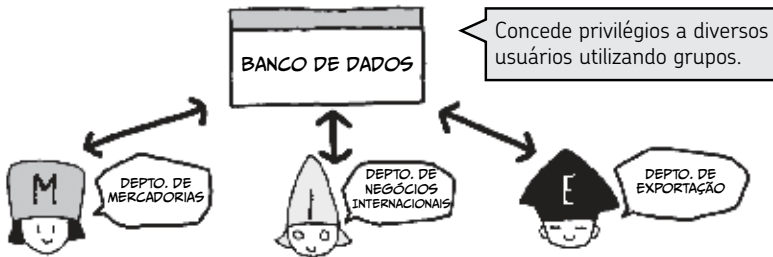 Concede privilégios a diversos
usuários utilizando grupos.
BANCO DE DADOS
M
DEPTO. DE
MERCADORIAS
I
DEPTO. DE
NEGÓCIOS
INTERNACIONAIS
E
DEPTO. DE
EXPORTAÇÃO